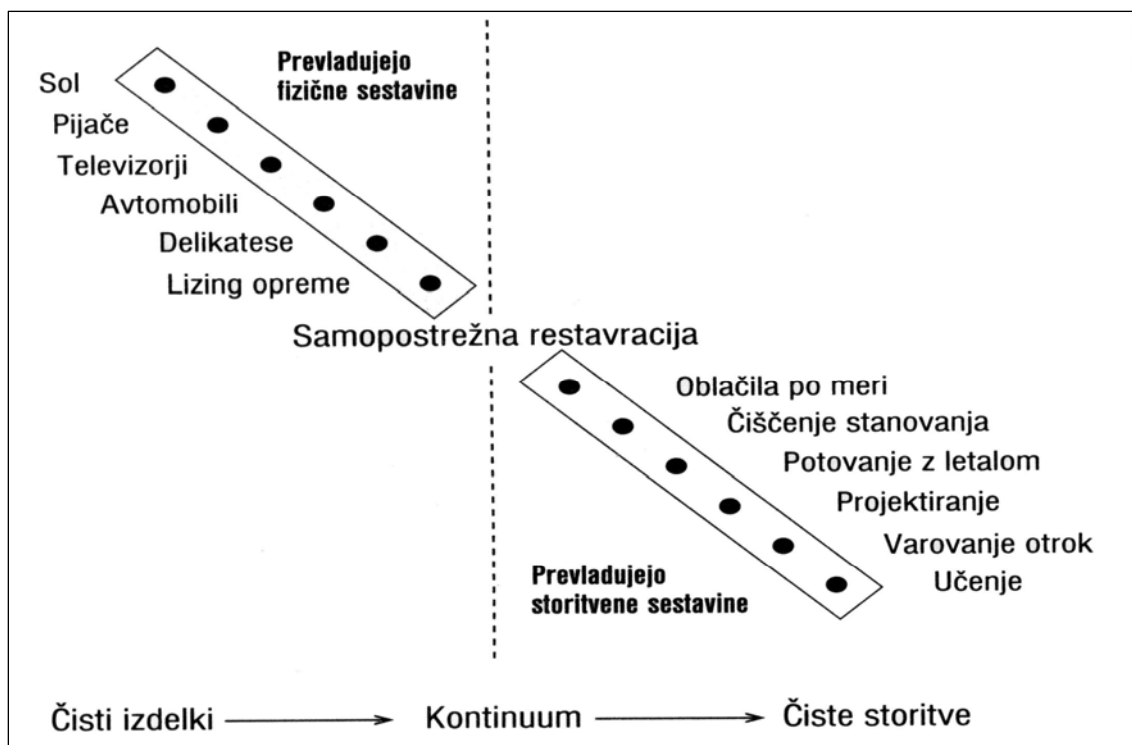 Prevladujejo
fizične sestavine
Sol
Pijače
Televizorji
Avtomobili
Delikatese
Lizing opreme
Samopostrežna restavracija
Oblačila po meri
Čiščenje stanovanja
Potovanje z letalom
Projektiranje
Varovanje otrok
Učenje
Prevladujejo
storitvene sestavine
Čisti izdelki
Kontinuum
Čiste storitve